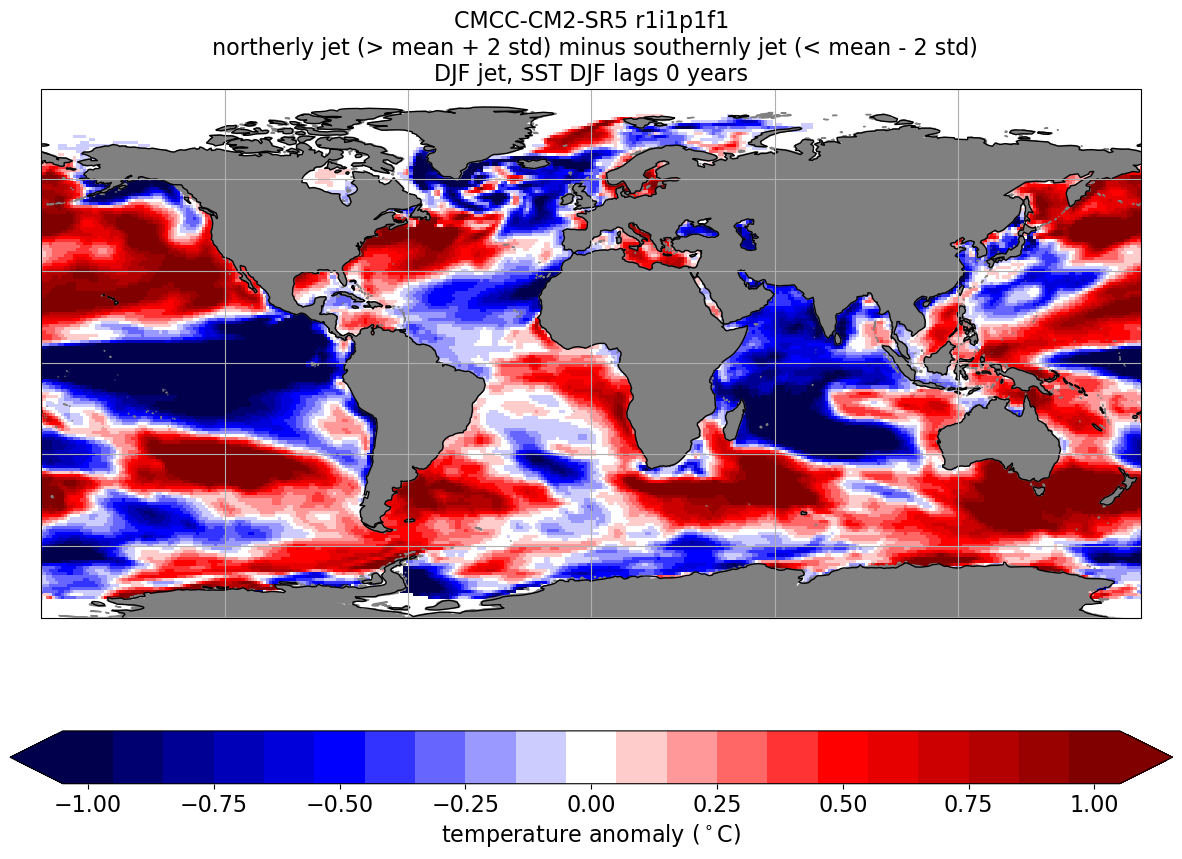 CMCC-CM2-SR5 r1i1p1f1
northerly jet (> mean + 2 std) minus southernly jet (< mean - 2 std)
DJF jet, SST DJF lags 0 years
−1.00 −0.75 −0.50 −0.25 0.00 0.25 0.50 0.75 1.00
temperature anomaly (°C)